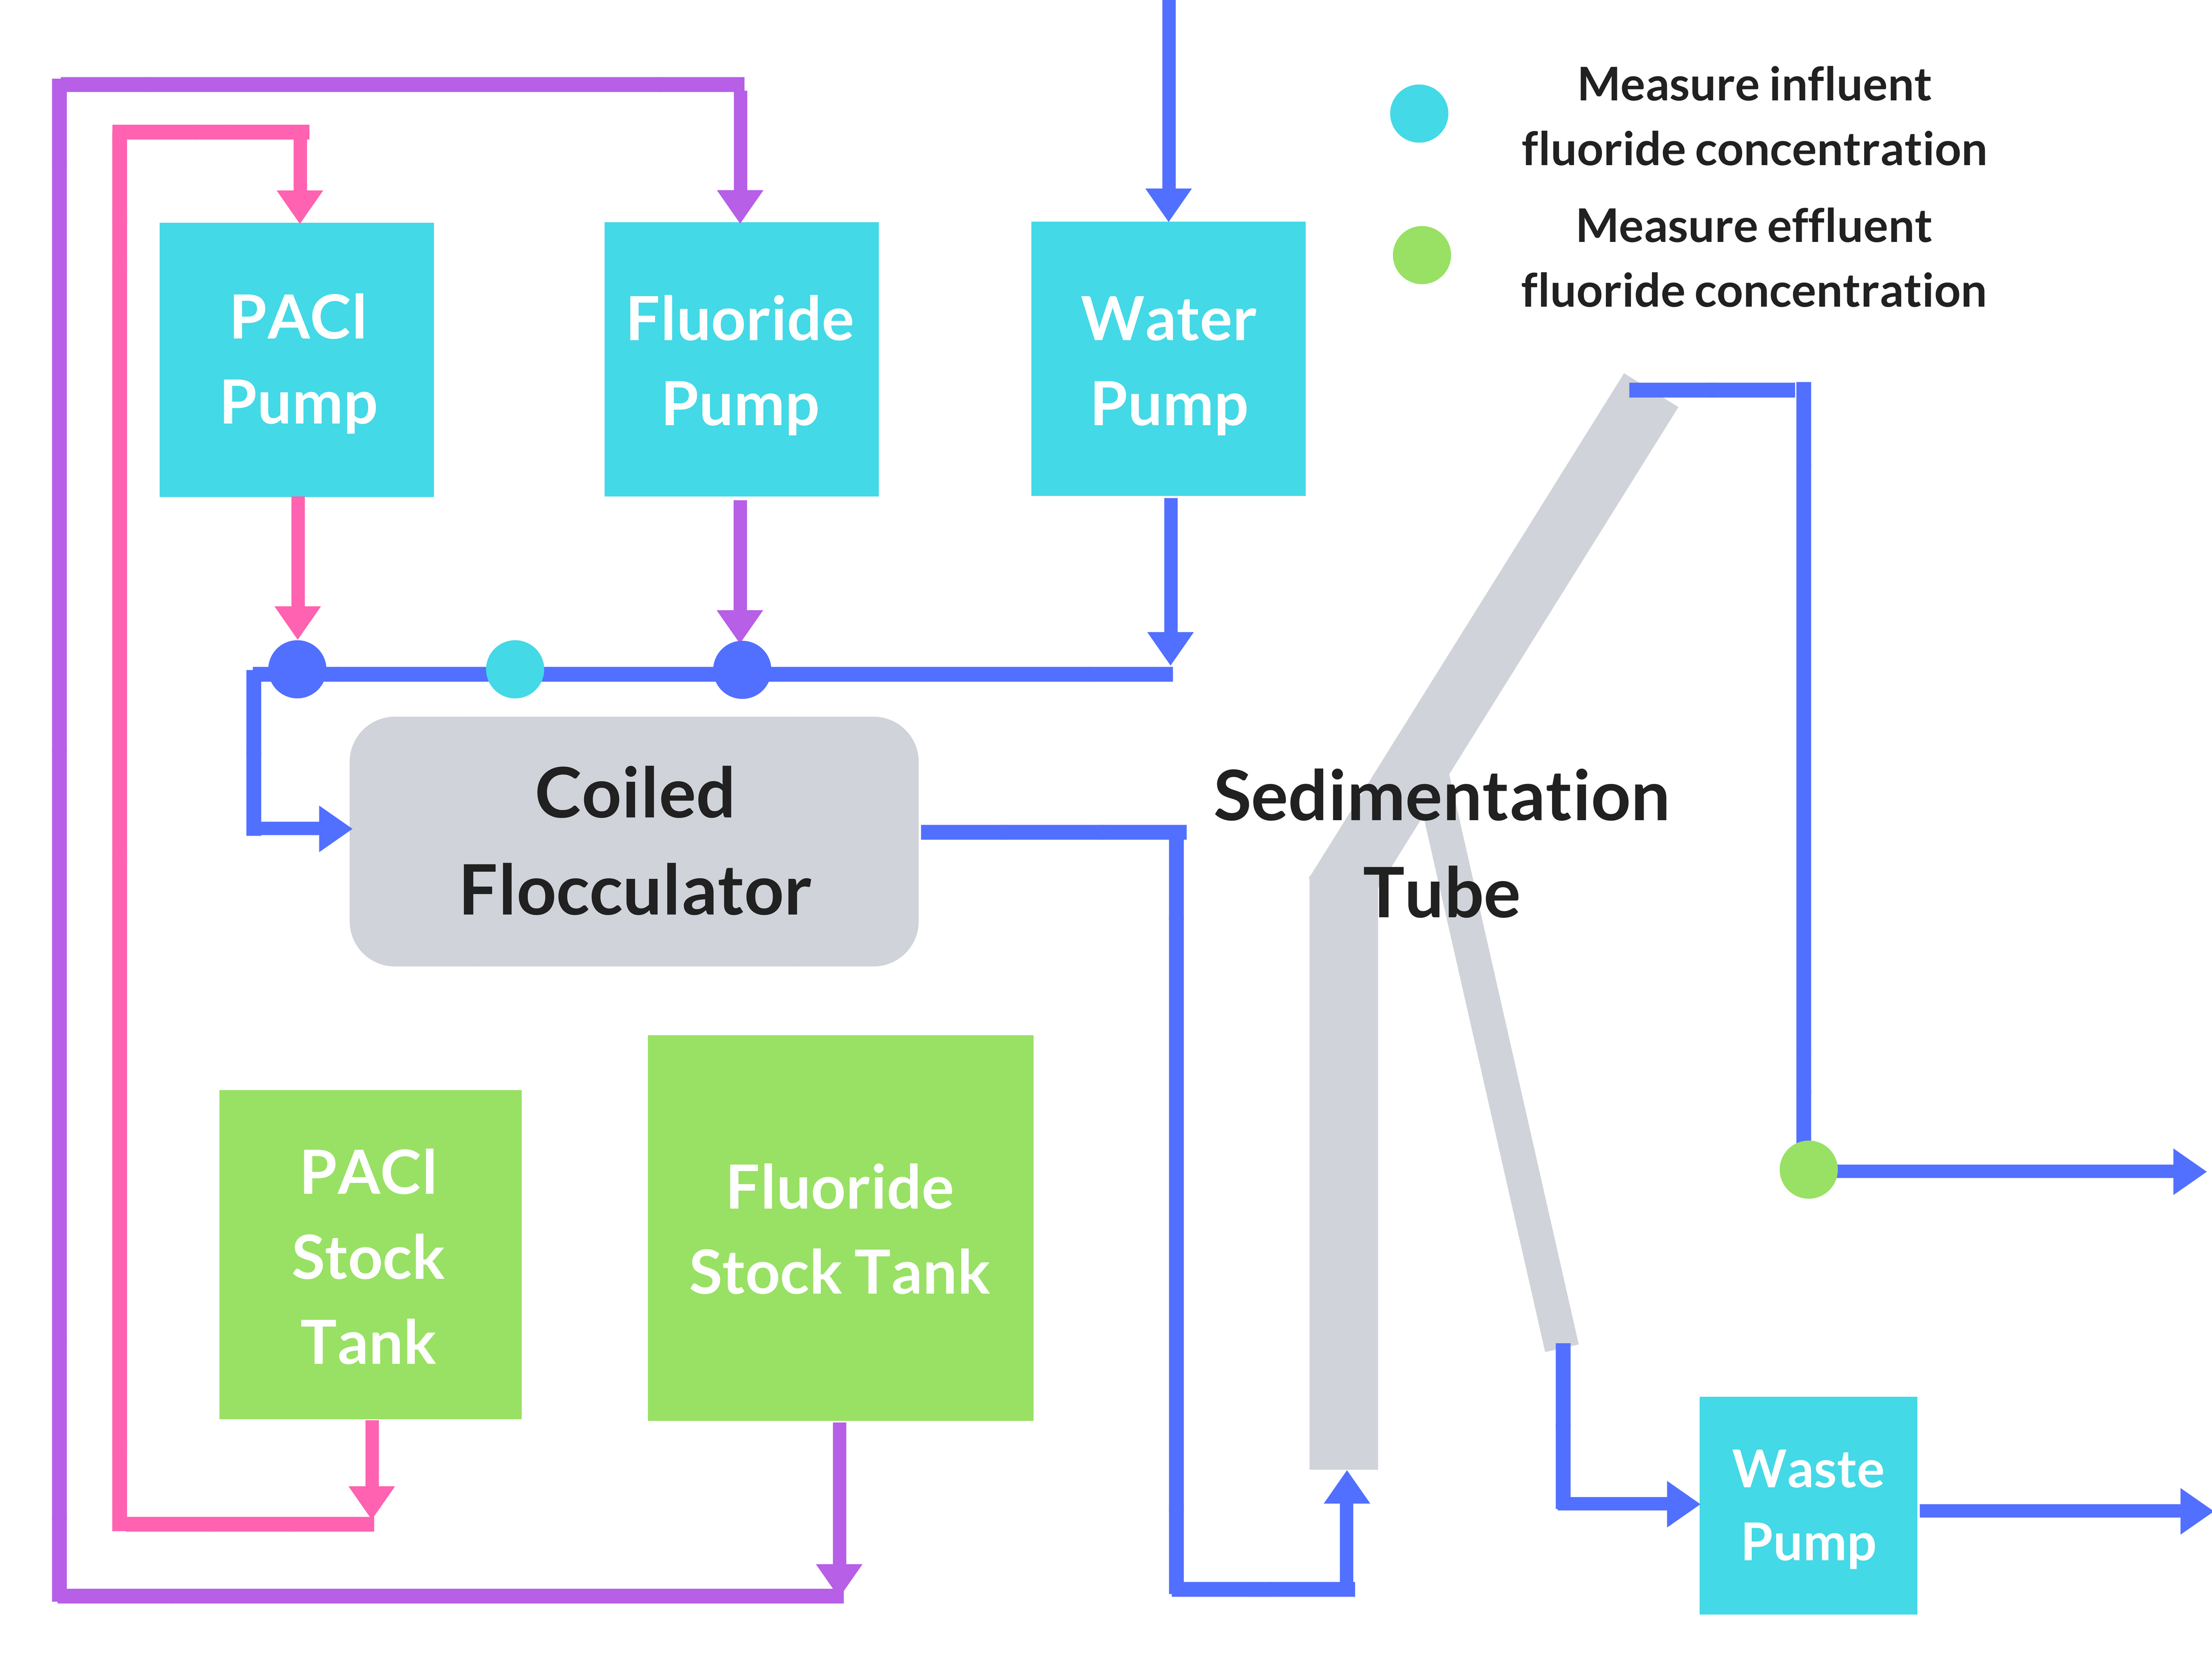 Measure influent
fluoride concentration
Measure effluent
fluoride concentration
PACl
Pump
Fluoride
Pump
Water
Pump
Coiled
Flocculator
Sedimentation
Tube
PACl
Stock
Tank
Fluoride
Stock Tank
Waste
Pump